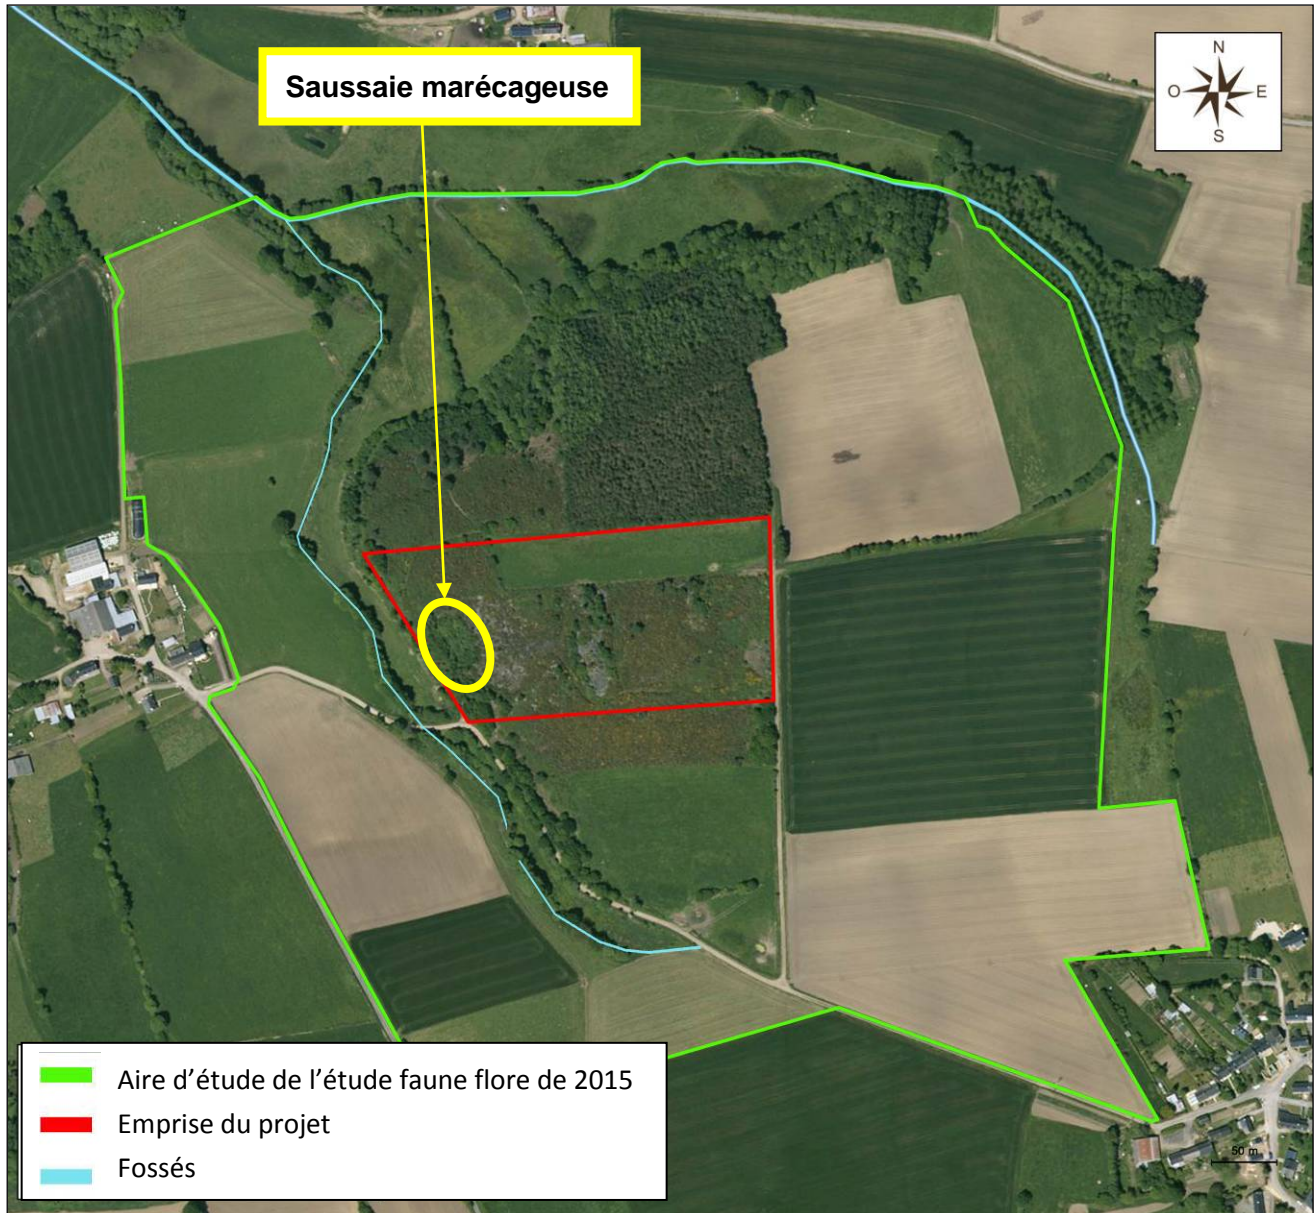 Saussaie marécageuse
N
O
E
S
Aire d'étude de l'étude faune flore de 2015
Emprise du projet
Fossés
50 m